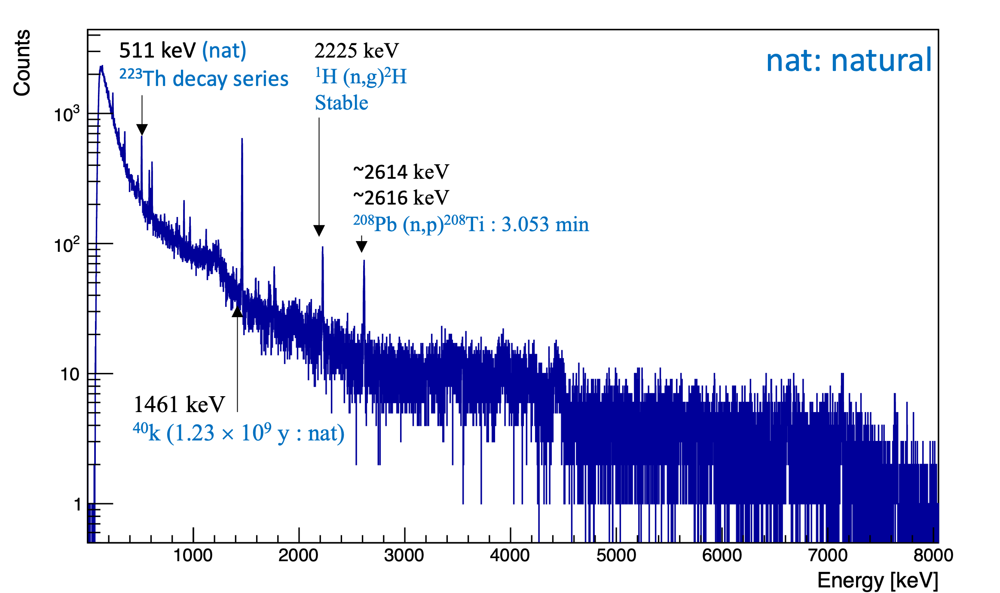 Counts
511 keV (nat)
²²³Th decay series
2225 keV
¹H (n,g)²H
Stable
nat: natural
~2614 keV
~2616 keV
²⁰⁸Pb (n,p)²⁰⁸Ti : 3.053 min
1461 keV
⁴⁰k (1.23 × 10⁹ y : nat)
10³
10²
10
1
1000 2000 3000 4000 5000 6000 7000 8000
Energy [keV]